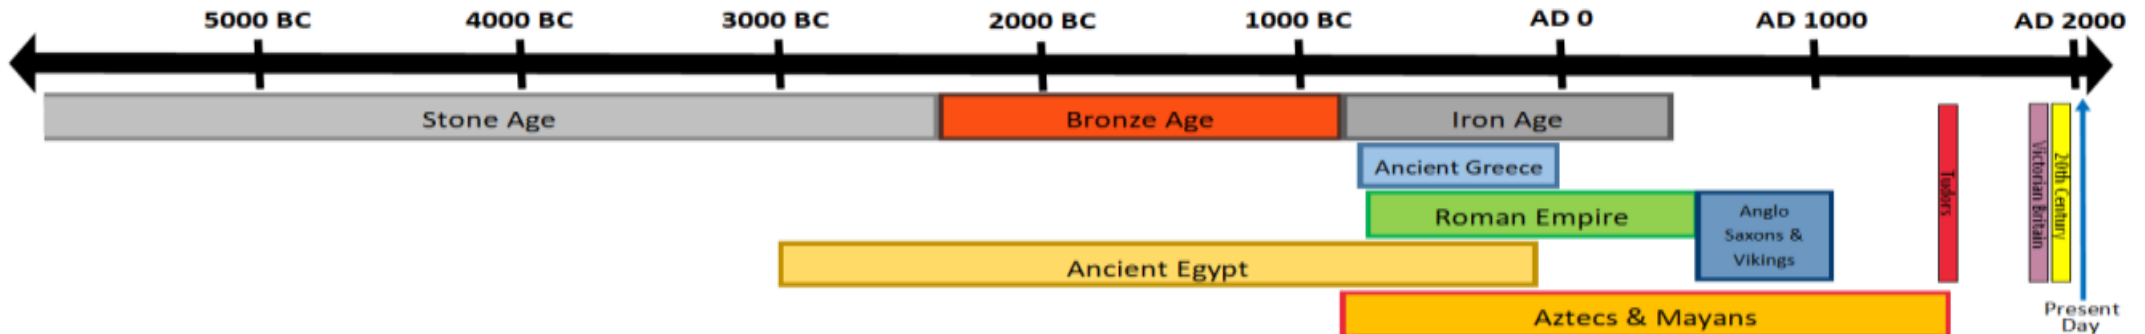 5000 BC 4000 BC 3000 BC 2000 BC 1000 BC AD 0 AD 1000 AD 2000
Stone Age Bronze Age Iron Age
Ancient Greece
Roman Empire
Anglo
Saxons &
Vikings
Tudors
Victorian Britain
20th Century
Ancient Egypt
Aztecs & Mayans
Present
Day